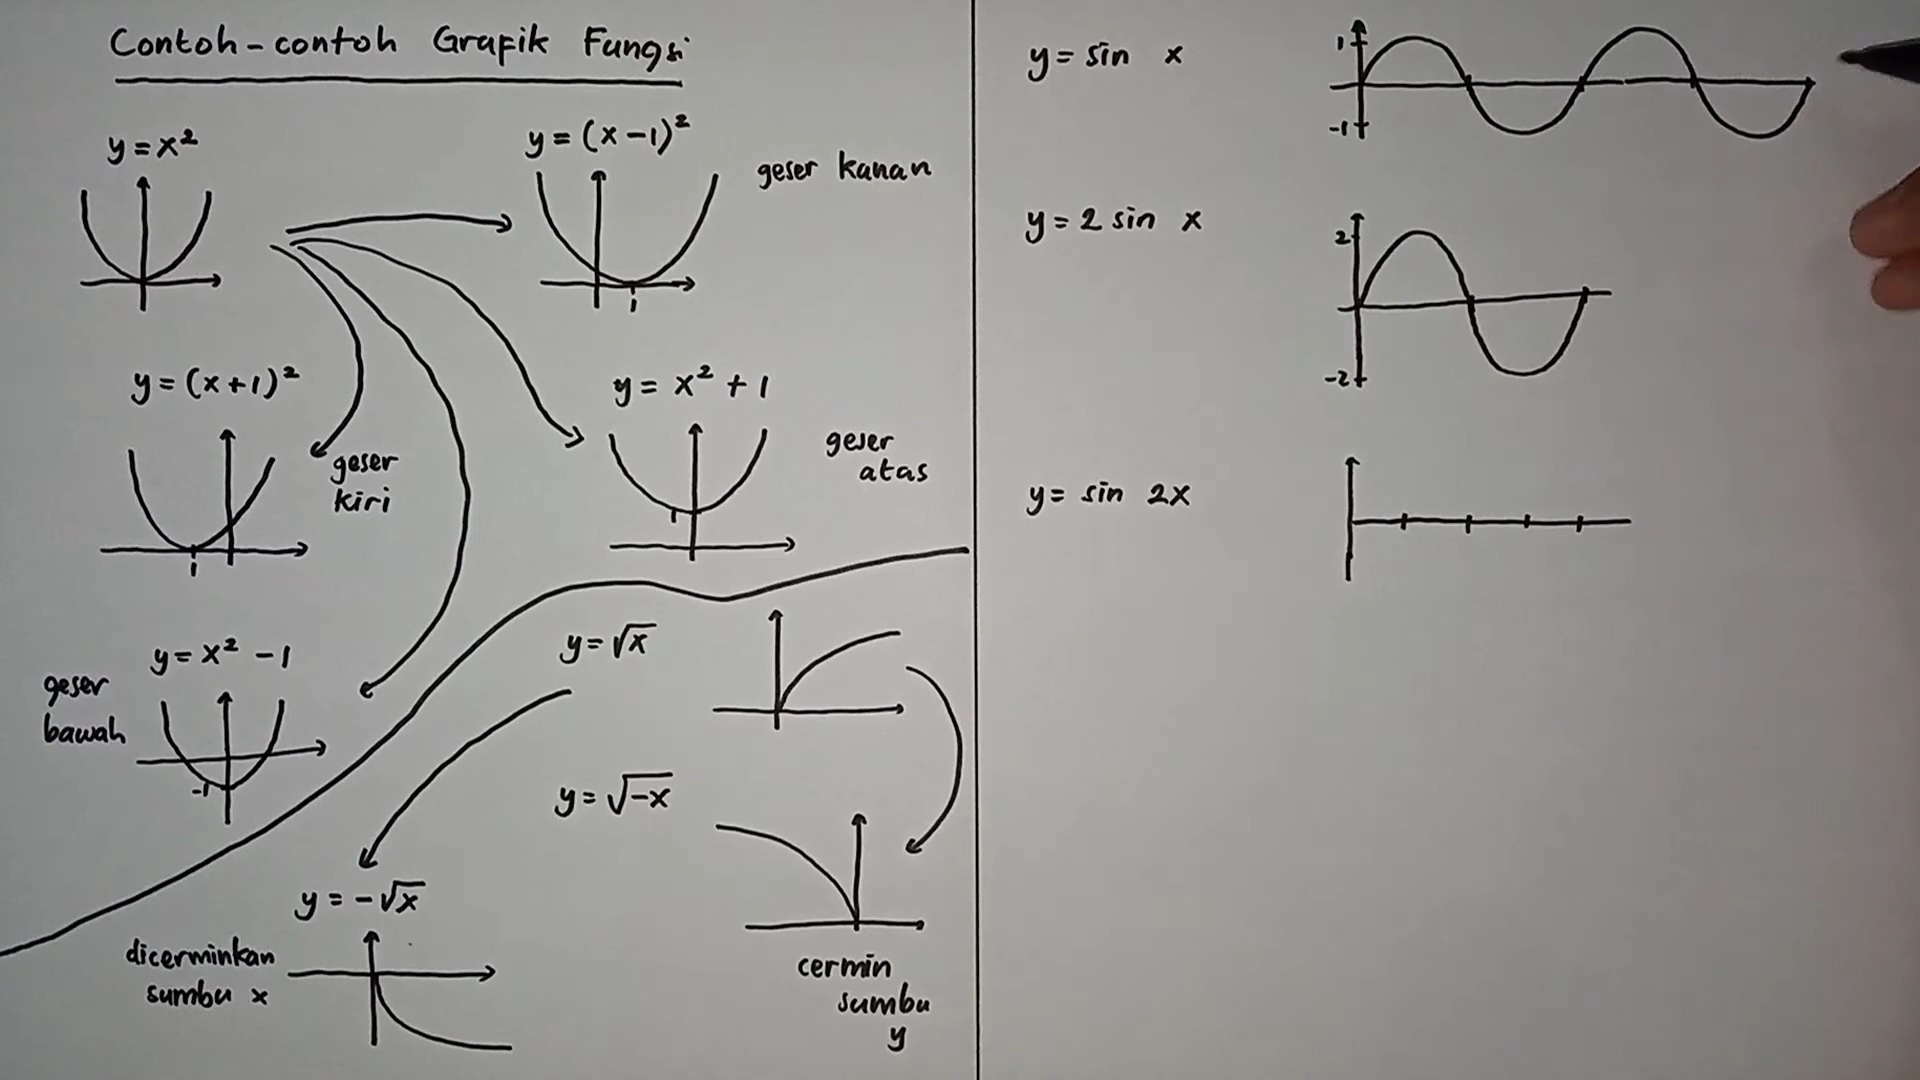 Contoh-contoh Grafik Fungsi
y = x²
y = (x-1)²
geser kanan
1
y = (x+1)²
geser
kiri
1
y = x² + 1
geser
atas
1
y = x² - 1
geser
bawah
-1
y = √x
y = √-x
cermin
sumbu
y
y = -√x
dicerminkan
sumbu x
y = sin x
1
-1
y = 2 sin x
2
-2
y = sin 2x